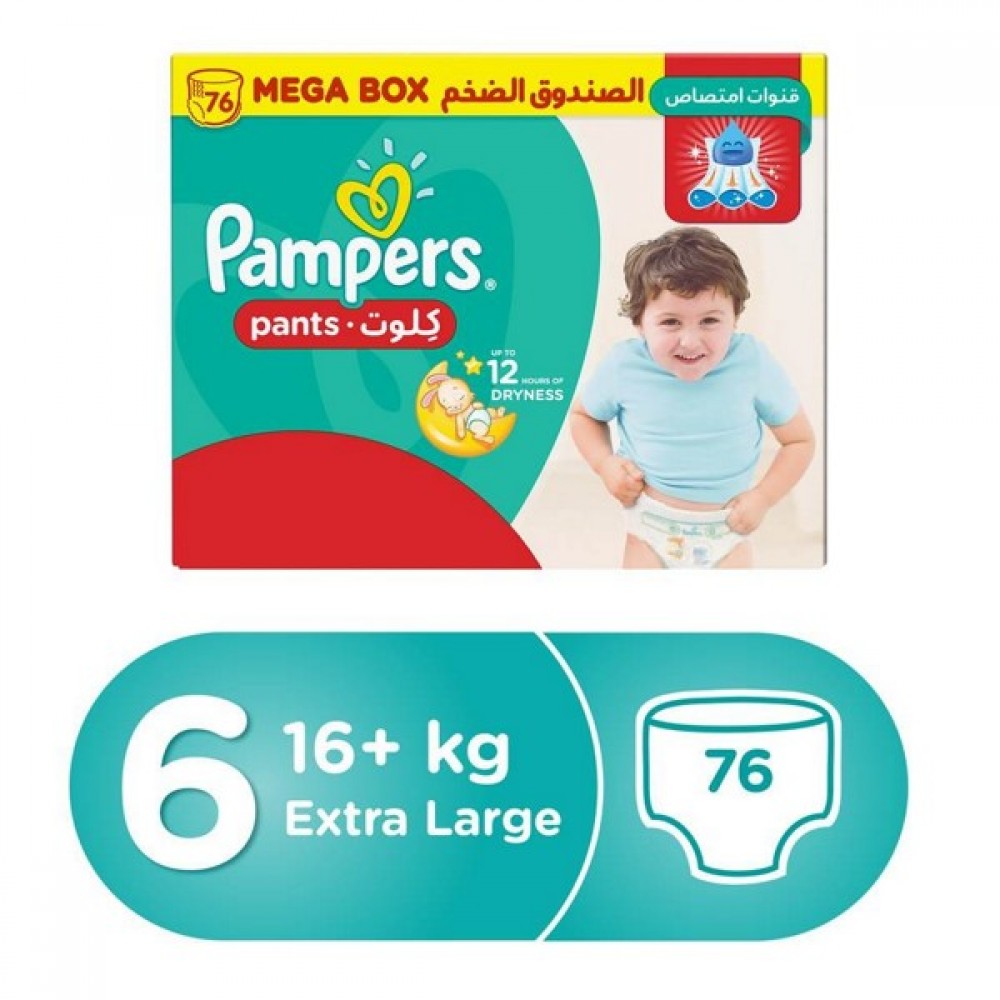 76 MEGA BOX الصندوق الضخم
قنوات امتصاص
Pampers®
pants · كِلوت
UP TO
12 HOURS OF
DRYNESS
6
16+ kg
Extra Large
76